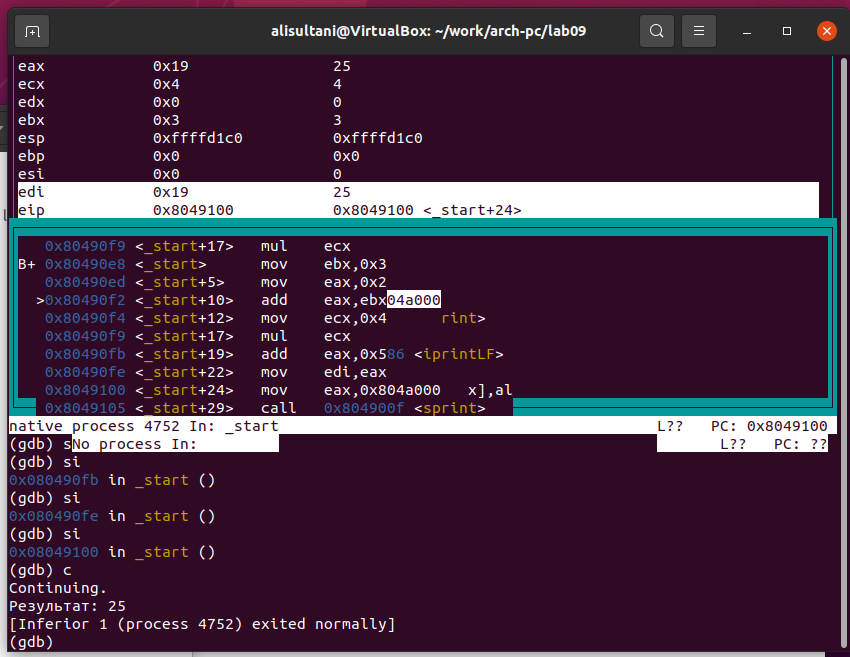 alisultani@VirtualBox: ~/work/arch-pc/lab09
eax 0x19 25
ecx 0x4 4
edx 0x0 0
ebx 0x3 3
esp 0xffffd1c0 0xffffd1c0
ebp 0x0 0x0
esi 0x0 0
edi 0x19 25
eip 0x8049100 0x8049100 <_start+24>
0x80490f9 <_start+17> mul ecx
B+ 0x80490e8 <_start> mov ebx,0x3
0x80490ed <_start+5> mov eax,0x2
>0x80490f2 <_start+10> add eax,ebx04a000
0x80490f4 <_start+12> mov ecx,0x4 rint>
0x80490f9 <_start+17> mul ecx
0x80490fb <_start+19> add eax,0x586 <iprintLF>
0x80490fe <_start+22> mov edi,eax
0x8049100 <_start+24> mov eax,0x804a000 x],al
0x8049105 <_start+29> call 0x804900f <sprint>
native process 4752 In: _start L?? PC: 0x8049100
(gdb) sNo process In: L?? PC: ??
(gdb) si
0x080490fb in _start ()
(gdb) si
0x080490fe in _start ()
(gdb) si
0x08049100 in _start ()
(gdb) c
Continuing.
Результат: 25
[Inferior 1 (process 4752) exited normally]
(gdb)